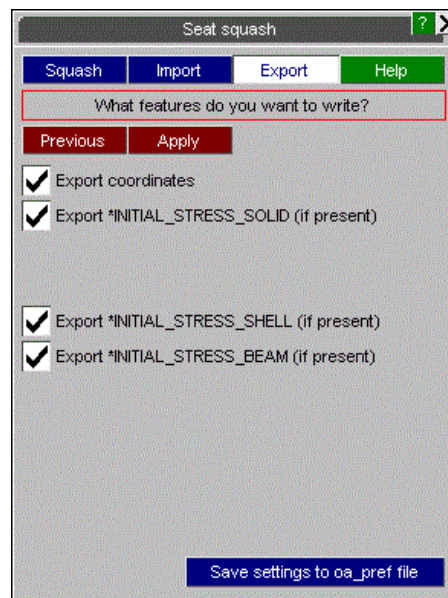 Seat squash ?
Squash Import Export Help
What features do you want to write?
Previous Apply
Export coordinates
Export *INITIAL_STRESS_SOLID (if present)
Export *INITIAL_STRESS_SHELL (if present)
Export *INITIAL_STRESS_BEAM (if present)
Save settings to oa_pref file